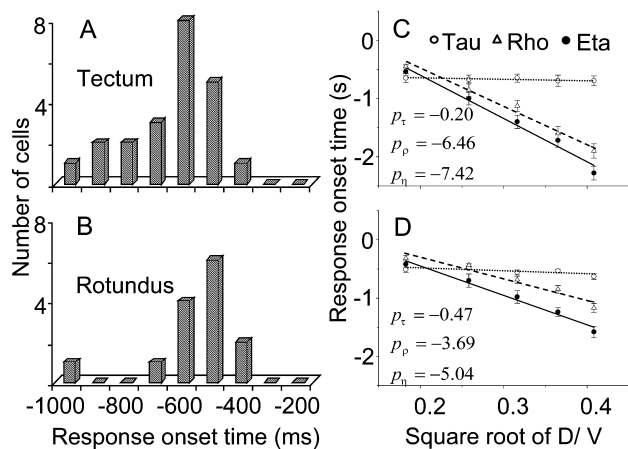 A
Tectum
8
4
0
B
Rotundus
8
4
0
Number of cells
-1000 -800 -600 -400 -200
Response onset time (ms)
C
Tau Rho Eta
0
-1
-2
pτ = −0.20
pρ = −6.46
pη = −7.42
D
0
-1
-2
pτ = −0.47
pρ = −3.69
pη = −5.04
Response onset time (s)
0.2 0.3 0.4
Square root of D/ V